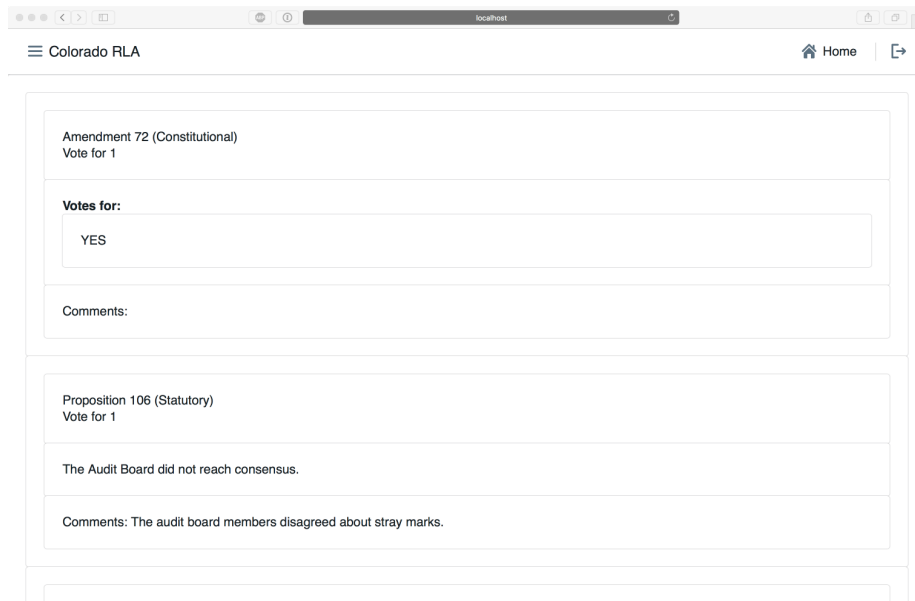 localhost
Colorado RLA
Home
Amendment 72 (Constitutional)
Vote for 1
Votes for:
YES
Comments:
Proposition 106 (Statutory)
Vote for 1
The Audit Board did not reach consensus.
Comments: The audit board members disagreed about stray marks.